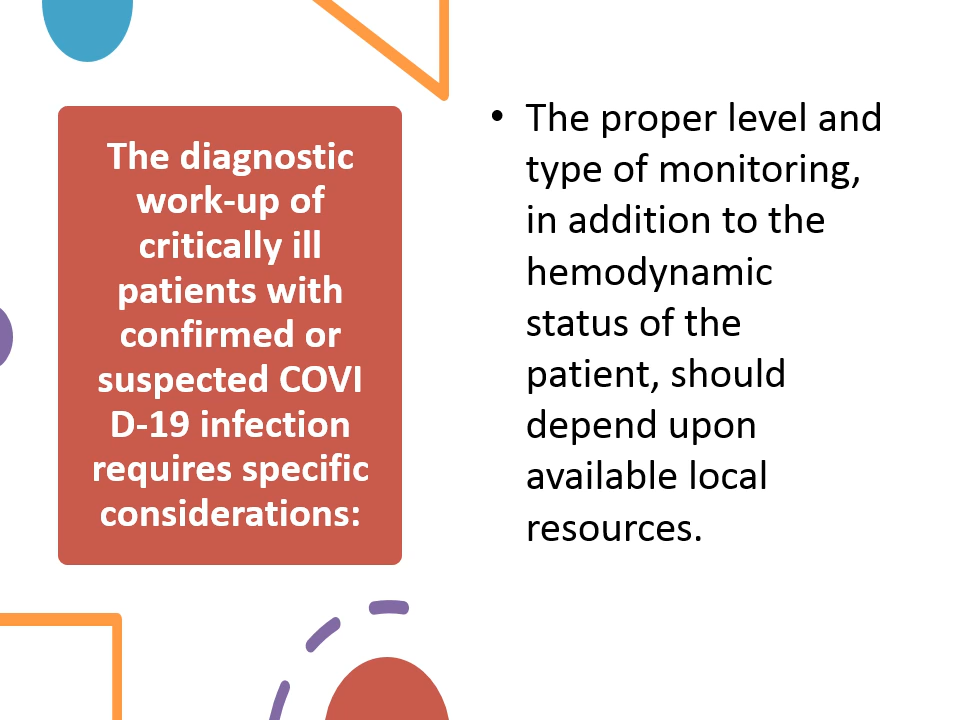 The diagnostic
work-up of
critically ill
patients with
confirmed or
suspected COVI
D-19 infection
requires specific
considerations:
• The proper level and
type of monitoring,
in addition to the
hemodynamic
status of the
patient, should
depend upon
available local
resources.